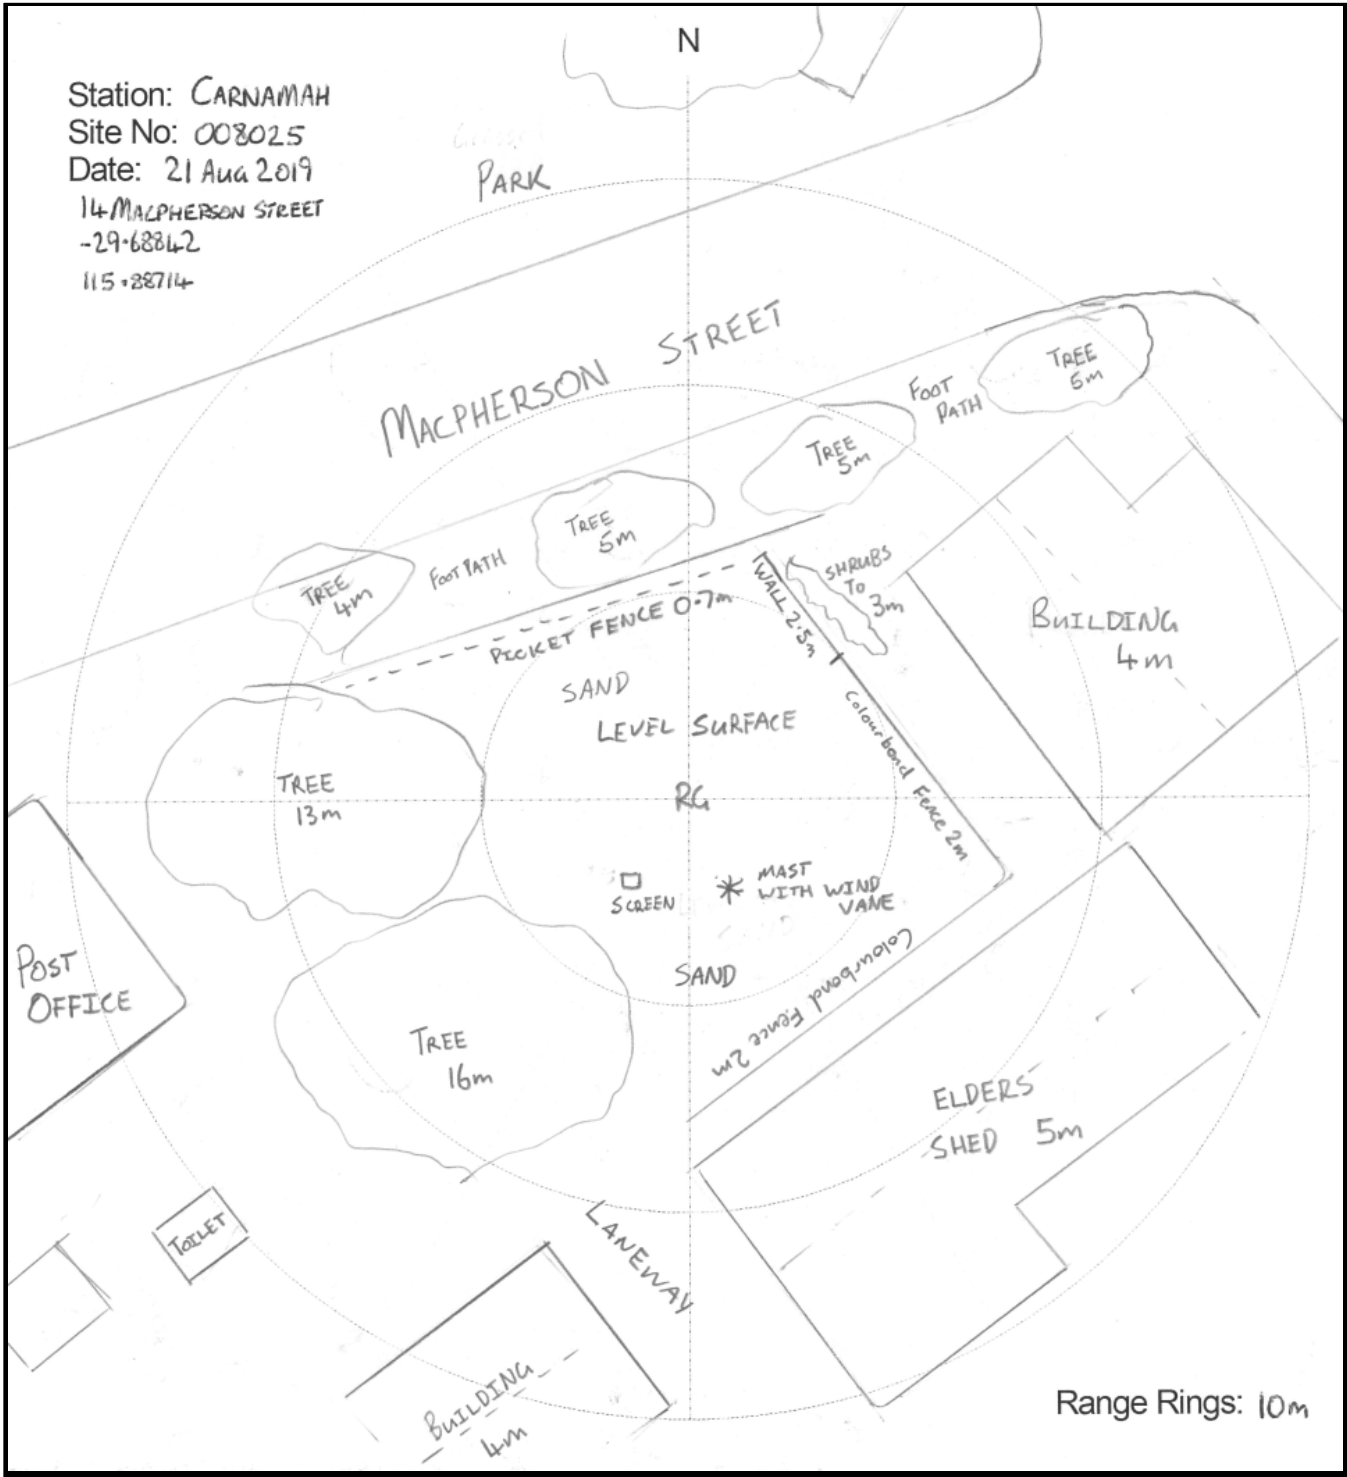 N
Station: CARNAMAH
Site No: 008025
Date: 21 Aug 2019
14 MACPHERSON STREET
-29.68842
115.88714
PARK
MACPHERSON STREET
TREE
5m
FOOT
PATH
TREE
5m
TREE
5m
FOOTPATH
TREE
4m
SHRUBS
TO
3m
WALL 2.5m
PICKET FENCE 0.7m
BUILDING
4m
SAND
LEVEL SURFACE
Colourbond Fence 2m
TREE
13m
RG
SCREEN
MAST
WITH WIND
VANE
POST
OFFICE
SAND
Colourbond Fence 2m
TREE
16m
ELDERS
SHED 5m
TOILET
LANEWAY
BUILDING
4m
Range Rings: 10m